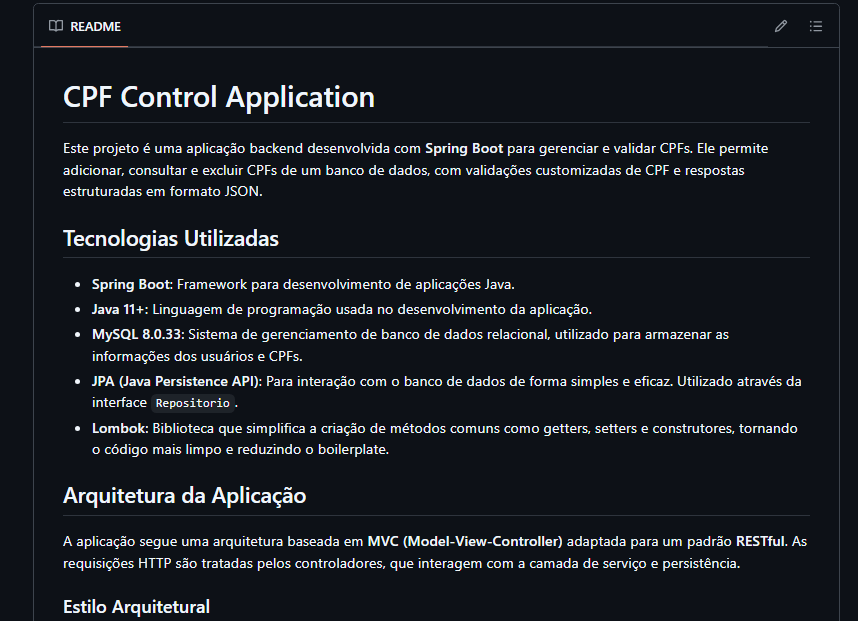 README
CPF Control Application
Este projeto é uma aplicação backend desenvolvida com Spring Boot para gerenciar e validar CPFs. Ele permite
adicionar, consultar e excluir CPFs de um banco de dados, com validações customizadas de CPF e respostas
estruturadas em formato JSON.
Tecnologias Utilizadas
• Spring Boot: Framework para desenvolvimento de aplicações Java.
• Java 11+: Linguagem de programação usada no desenvolvimento da aplicação.
• MySQL 8.0.33: Sistema de gerenciamento de banco de dados relacional, utilizado para armazenar as
informações dos usuários e CPFs.
• JPA (Java Persistence API): Para interação com o banco de dados de forma simples e eficaz. Utilizado através da
interface Repositorio.
• Lombok: Biblioteca que simplifica a criação de métodos comuns como getters, setters e construtores, tornando
o código mais limpo e reduzindo o boilerplate.
Arquitetura da Aplicação
A aplicação segue uma arquitetura baseada em MVC (Model-View-Controller) adaptada para um padrão RESTful. As
requisições HTTP são tratadas pelos controladores, que interagem com a camada de serviço e persistência.
Estilo Arquitetural